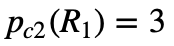 p_{c2}(R_1) = 3